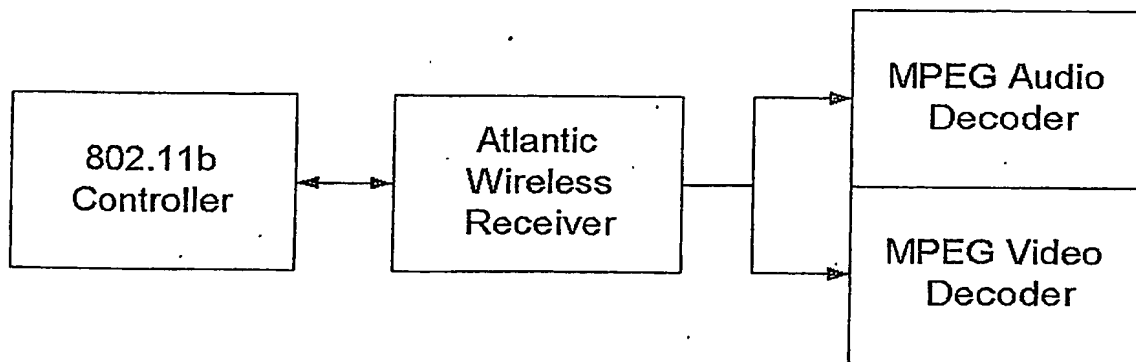 802.11b
Controller
Atlantic
Wireless
Receiver
MPEG Audio
Decoder
MPEG Video
Decoder